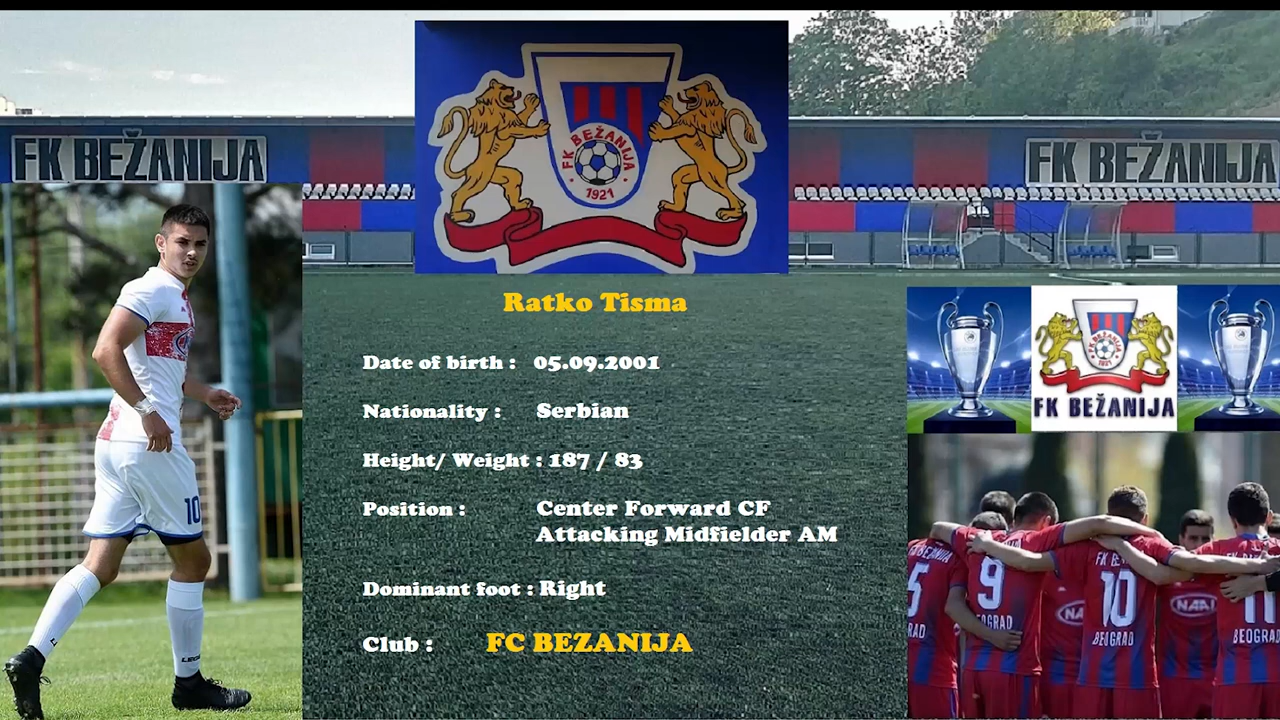 FK BEŽANIJA
FK BEŽANIJA
FK BEŽANIJA
1921
Ratko Tisma
Date of birth : 05.09.2001
Nationality : Serbian
Height/ Weight : 187 / 83
Position : Center Forward CF
Attacking Midfielder AM
Dominant foot : Right
Club : FC BEZANIJA
10
FK BEŽANIJA
1921
FK BEŽANIJA
5
9
10
11
BEOGRAD
BEOGRAD
NAAI